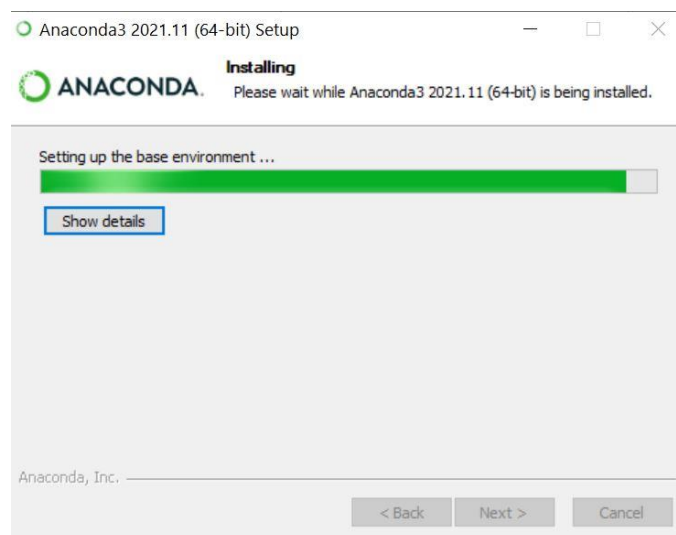 Anaconda3 2021.11 (64-bit) Setup
ANACONDA.
Installing
Please wait while Anaconda3 2021.11 (64-bit) is being installed.
Setting up the base environment ...
Show details
Anaconda, Inc.
< Back
Next >
Cancel